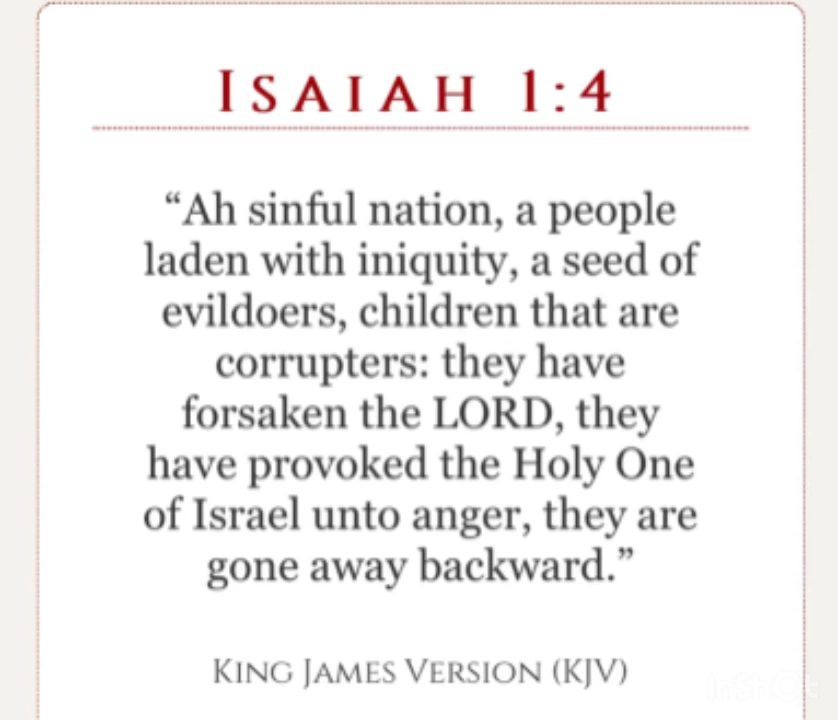 ISAIAH 1:4
“Ah sinful nation, a people
laden with iniquity, a seed of
evildoers, children that are
corrupters: they have
forsaken the LORD, they
have provoked the Holy One
of Israel unto anger, they are
gone away backward.”
KING JAMES VERSION (KJV)
InShOt